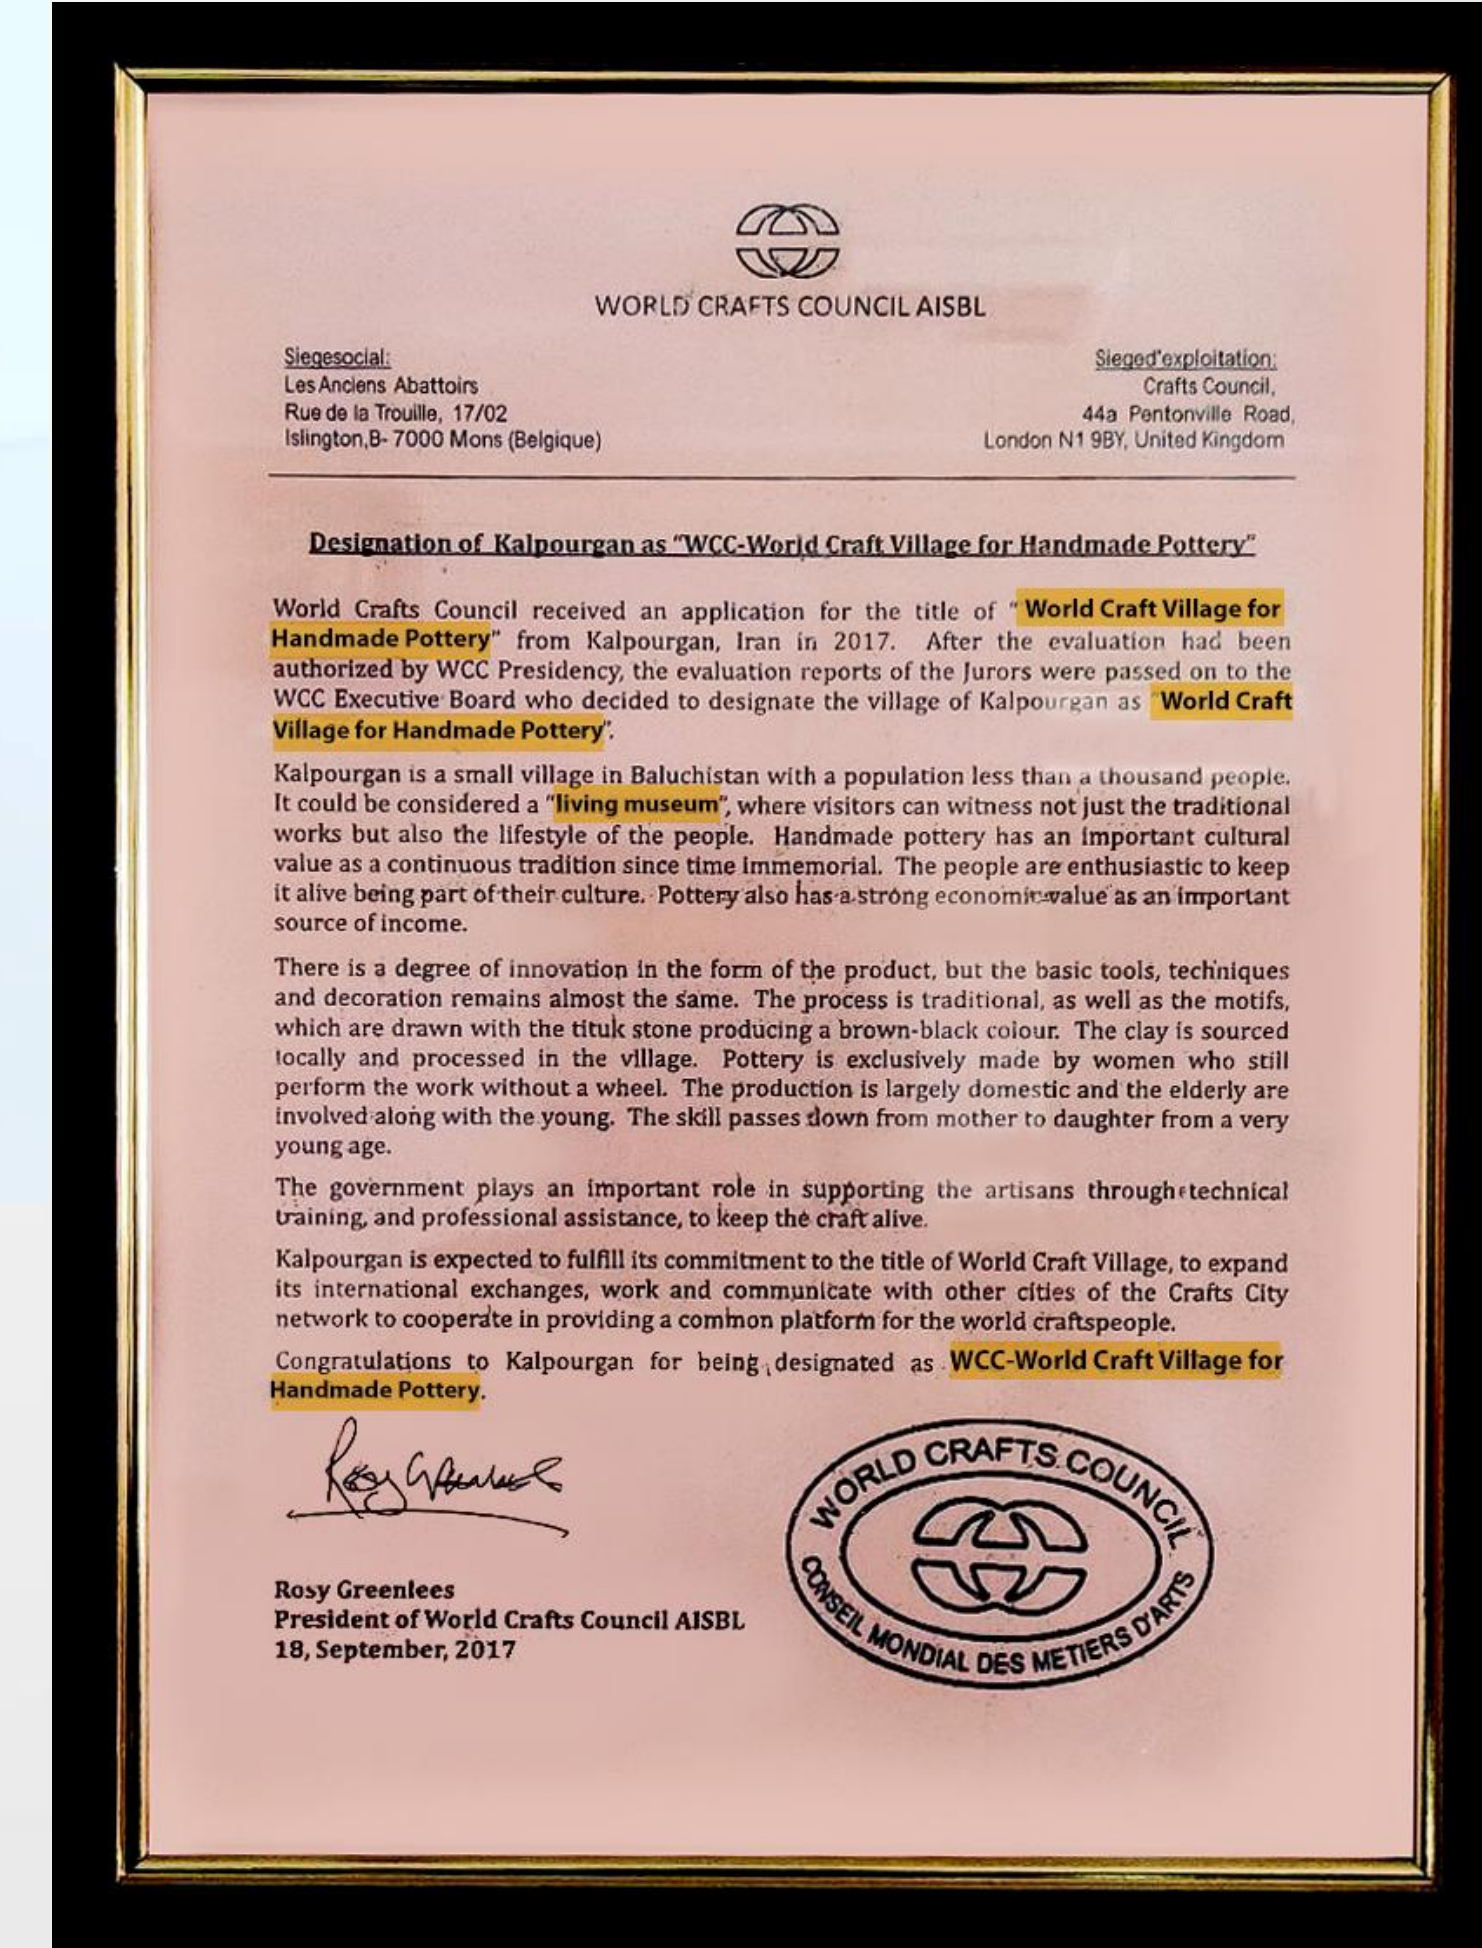 WORLD CRAFTS COUNCIL AISBL
Siegesocial:
Les Anciens Abattoirs
Rue de la Trouille, 17/02
Islington,B- 7000 Mons (Belgique)
Sieged'exploitation:
Crafts Council,
44a Pentonville Road,
London N1 9BY, United Kingdom
Designation of Kalpourgan as “WCC-World Craft Village for Handmade Pottery”
World Crafts Council received an application for the title of “ World Craft Village for
Handmade Pottery” from Kalpourgan, Iran in 2017. After the evaluation had been
authorized by WCC Presidency, the evaluation reports of the Jurors were passed on to the
WCC Executive Board who decided to designate the village of Kalpourgan as “World Craft
Village for Handmade Pottery”.
Kalpourgan is a small village in Baluchistan with a population less than a thousand people.
It could be considered a “living museum”, where visitors can witness not just the traditional
works but also the lifestyle of the people. Handmade pottery has an important cultural
value as a continuous tradition since time immemorial. The people are enthusiastic to keep
it alive being part of their culture. Pottery also has a strong economic value as an important
source of income.
There is a degree of innovation in the form of the product, but the basic tools, techniques
and decoration remains almost the same. The process is traditional, as well as the motifs,
which are drawn with the tituk stone producing a brown-black colour. The clay is sourced
locally and processed in the village. Pottery is exclusively made by women who still
perform the work without a wheel. The production is largely domestic and the elderly are
involved along with the young. The skill passes down from mother to daughter from a very
young age.
The government plays an important role in supporting the artisans through technical
training, and professional assistance, to keep the craft alive.
Kalpourgan is expected to fulfill its commitment to the title of World Craft Village, to expand
its international exchanges, work and communicate with other cities of the Crafts City
network to cooperate in providing a common platform for the world craftspeople.
Congratulations to Kalpourgan for being designated as WCC-World Craft Village for
Handmade Pottery.
Rosy Greenlees
Rosy Greenlees
President of World Crafts Council AISBL
18, September, 2017
WORLD CRAFTS COUNCIL
CONSEIL MONDIAL DES METIERS D'ARTS